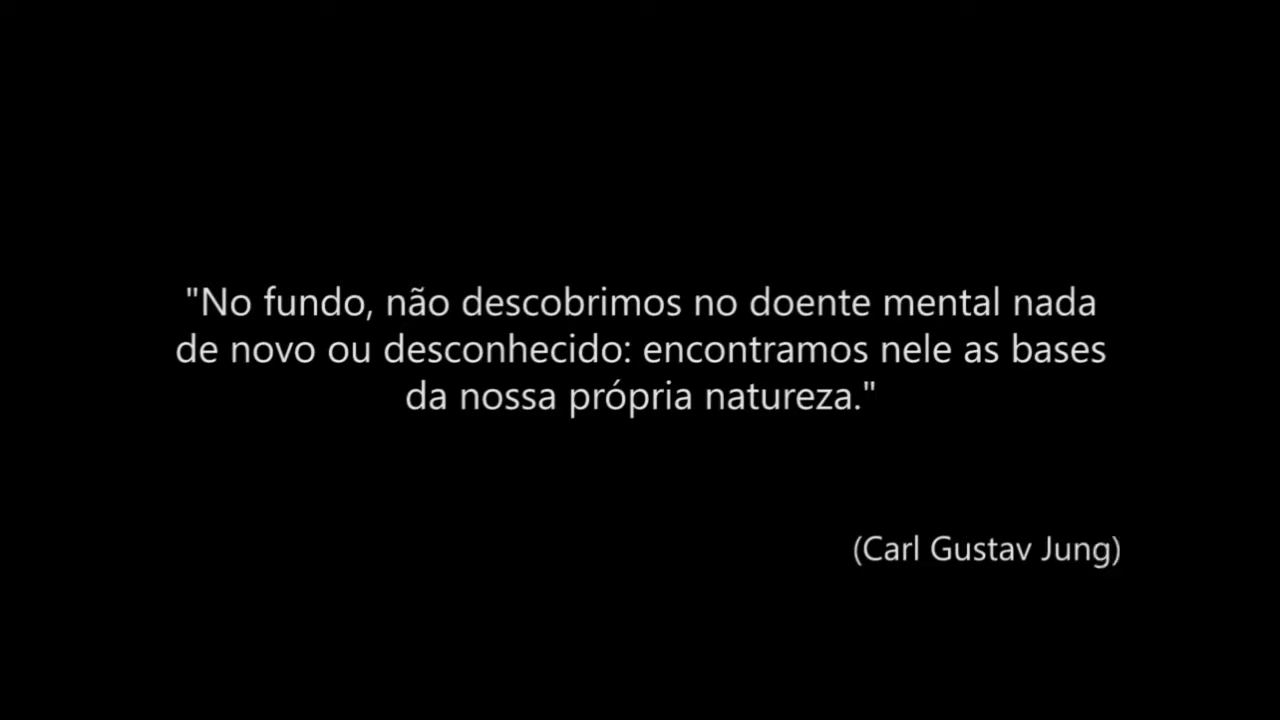 "No fundo, não descobrimos no doente mental nada
de novo ou desconhecido: encontramos nele as bases
da nossa própria natureza."
(Carl Gustav Jung)